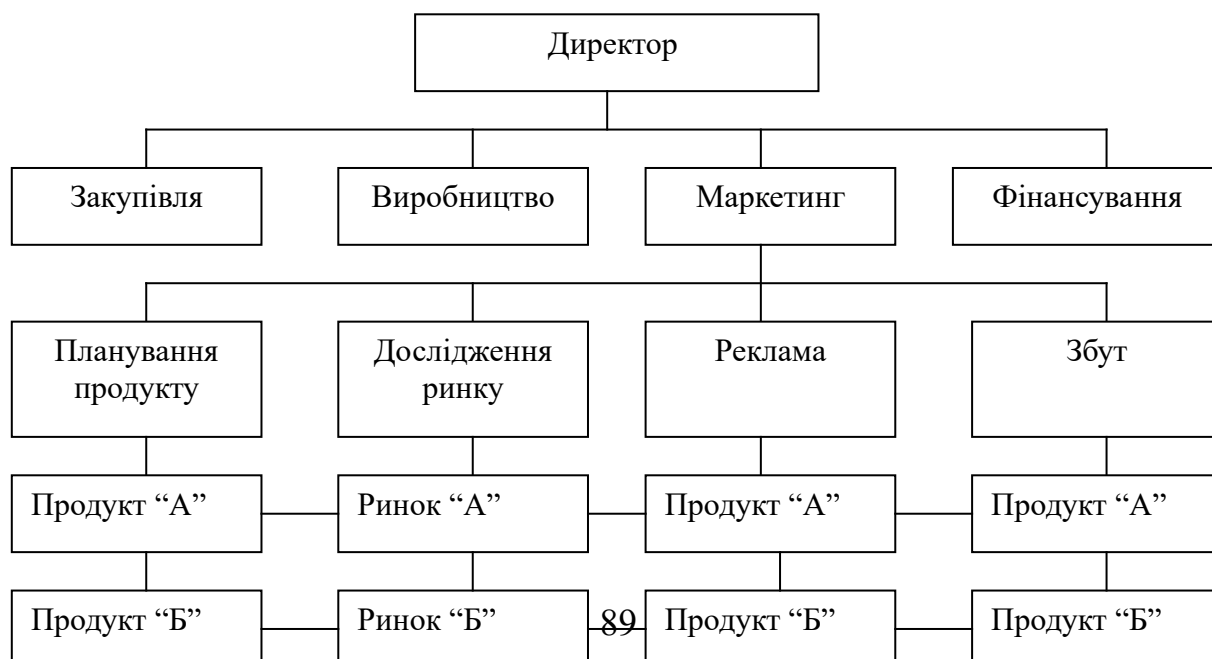 Директор
Закупівля
Виробництво
Маркетинг
Фінансування
Планування
продукту
Дослідження
ринку
Реклама
Збут
Продукт “А”
Ринок “А”
Продукт “А”
Продукт “А”
Продукт “Б”
Ринок “Б”
89
Продукт “Б”
Продукт “Б”